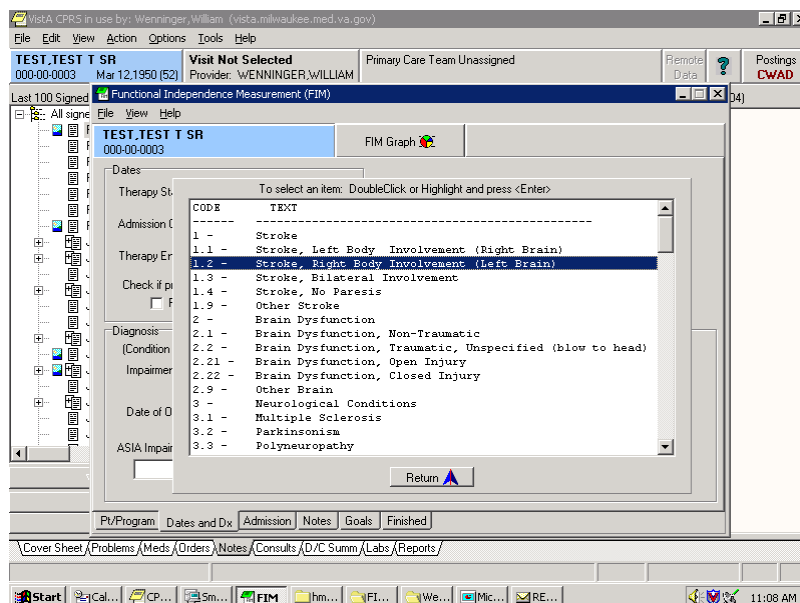 VistA CPRS in use by: Wenninger,William (vista.milwaukee.med.va.gov)
File Edit View Action Options Tools Help
TEST,TEST T SR
000-00-0003 Mar 12,1950 (52)
Visit Not Selected
Provider: WENNINGER,WILLIAM
Primary Care Team Unassigned
Remote
Data
?
Postings
CWAD
Last 100 Signed
All signe
Functional Independence Measurement (FIM)
File View Help
TEST,TEST T SR
000-00-0003
FIM Graph
Dates
Therapy St
Admission
Therapy En
Check if p
Diagnosis
(Condition
Impairmer
Date of O
ASIA Impair
To select an item: DoubleClick or Highlight and press <Enter>
CODE TEXT
------ ------------------------------------------------
1 - Stroke
1.1 - Stroke, Left Body Involvement (Right Brain)
1.2 - Stroke, Right Body Involvement (Left Brain)
1.3 - Stroke, Bilateral Involvement
1.4 - Stroke, No Paresis
1.9 - Other Stroke
2 - Brain Dysfunction
2.1 - Brain Dysfunction, Non-Traumatic
2.2 - Brain Dysfunction, Traumatic, Unspecified (blow to head)
2.21 - Brain Dysfunction, Open Injury
2.22 - Brain Dysfunction, Closed Injury
2.9 - Other Brain
3 - Neurological Conditions
3.1 - Multiple Sclerosis
3.2 - Parkinsonism
3.3 - Polyneuropathy
Return
Pt/Program Dates and Dx Admission Notes Goals Finished
Cover Sheet Problems Meds Orders Notes Consults D/C Summ Labs Reports
Start Cal... CP... Sm... FIM hm... FI... We... Mic... RE... 11:08 AM